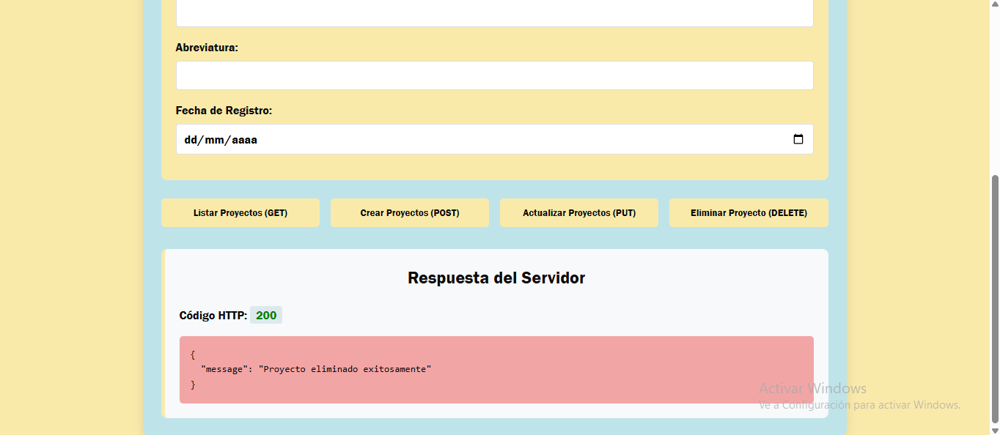 Abreviatura:
Fecha de Registro:
dd/mm/aaaa
Listar Proyectos (GET)
Crear Proyectos (POST)
Actualizar Proyectos (PUT)
Eliminar Proyecto (DELETE)
Respuesta del Servidor
Código HTTP: 200
{
  "message": "Proyecto eliminado exitosamente"
}
Activar Windows
Ve a Configuración para activar Windows.